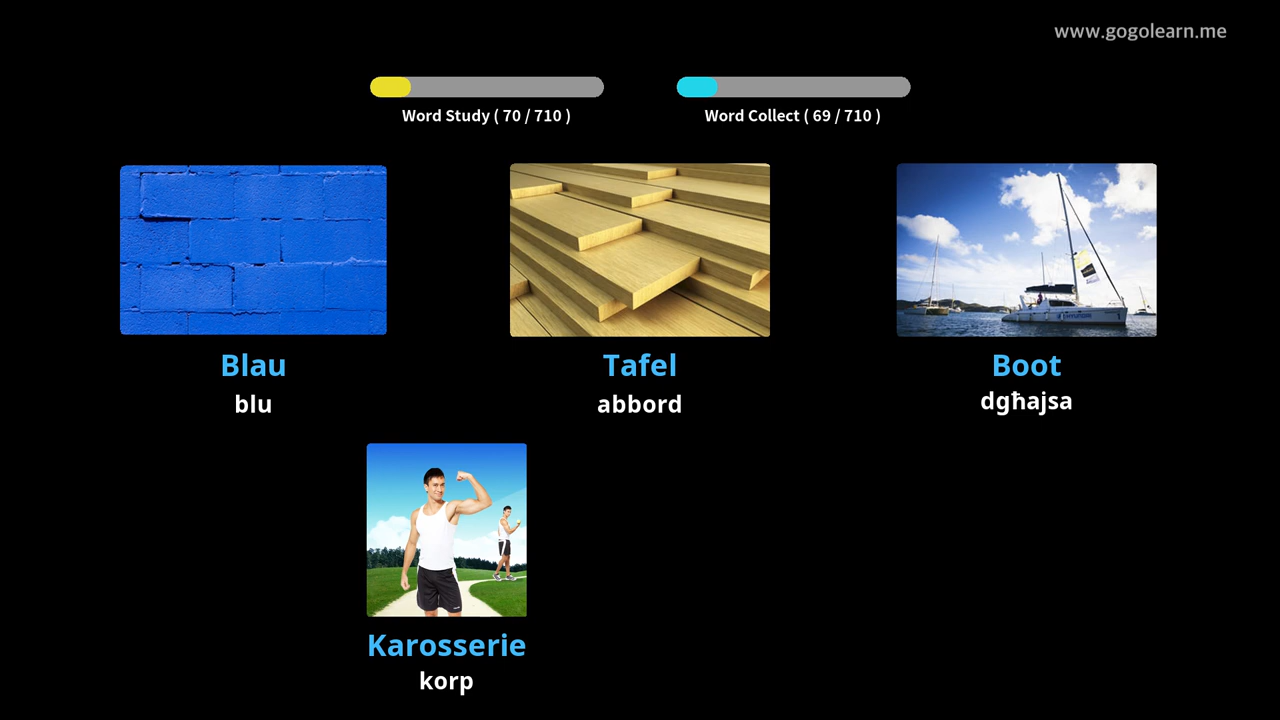 www.gogolearn.me
Word Study ( 70 / 710 )
Word Collect ( 69 / 710 )
Blau
blu
Tafel
abbord
Boot
dgħajsa
Karosserie
korp